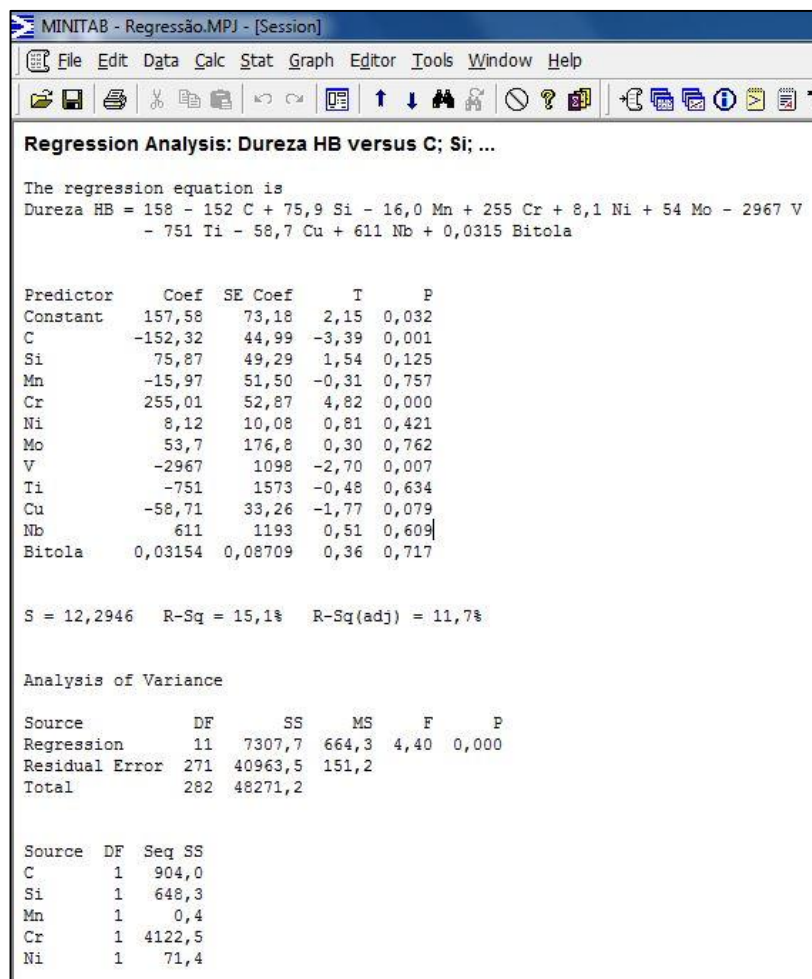 MINITAB - Regressão.MPJ - [Session]
File Edit Data Calc Stat Graph Editor Tools Window Help
Regression Analysis: Dureza HB versus C; Si; ...
The regression equation is
Dureza HB = 158 - 152 C + 75,9 Si - 16,0 Mn + 255 Cr + 8,1 Ni + 54 Mo - 2967 V
- 751 Ti - 58,7 Cu + 611 Nb + 0,0315 Bitola
Predictor Coef SE Coef T P
Constant 157,58 73,18 2,15 0,032
C -152,32 44,99 -3,39 0,001
Si 75,87 49,29 1,54 0,125
Mn -15,97 51,50 -0,31 0,757
Cr 255,01 52,87 4,82 0,000
Ni 8,12 10,08 0,81 0,421
Mo 53,7 176,8 0,30 0,762
V -2967 1098 -2,70 0,007
Ti -751 1573 -0,48 0,634
Cu -58,71 33,26 -1,77 0,079
Nb 611 1193 0,51 0,609
Bitola 0,03154 0,08709 0,36 0,717
S = 12,2946 R-Sq = 15,1% R-Sq(adj) = 11,7%
Analysis of Variance
Source DF SS MS F P
Regression 11 7307,7 664,3 4,40 0,000
Residual Error 271 40963,5 151,2
Total 282 48271,2
Source DF Seq SS
C 1 904,0
Si 1 648,3
Mn 1 0,4
Cr 1 4122,5
Ni 1 71,4